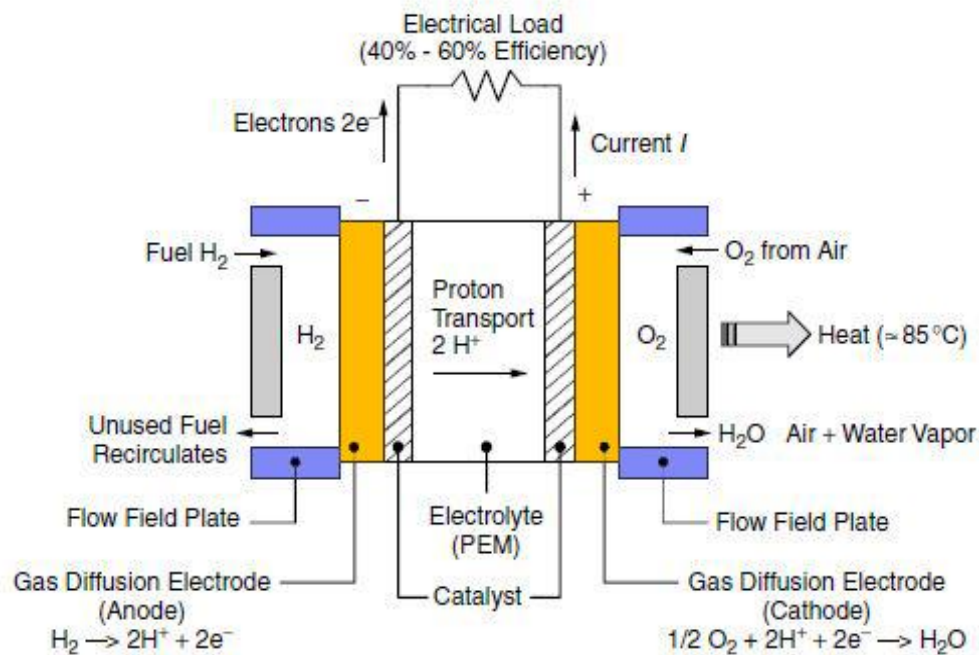 Electrical Load
(40% - 60% Efficiency)
Electrons 2e⁻
Current I
−
+
Fuel H₂
O₂ from Air
Proton
Transport
2 H⁺
H₂
O₂
Heat (≃ 85 °C)
Unused Fuel
Recirculates
H₂O Air + Water Vapor
Flow Field Plate
Electrolyte
(PEM)
Flow Field Plate
Gas Diffusion Electrode
(Anode)
H₂ → 2H⁺ + 2e⁻
Catalyst
Gas Diffusion Electrode
(Cathode)
1/2 O₂ + 2H⁺ + 2e⁻ → H₂O